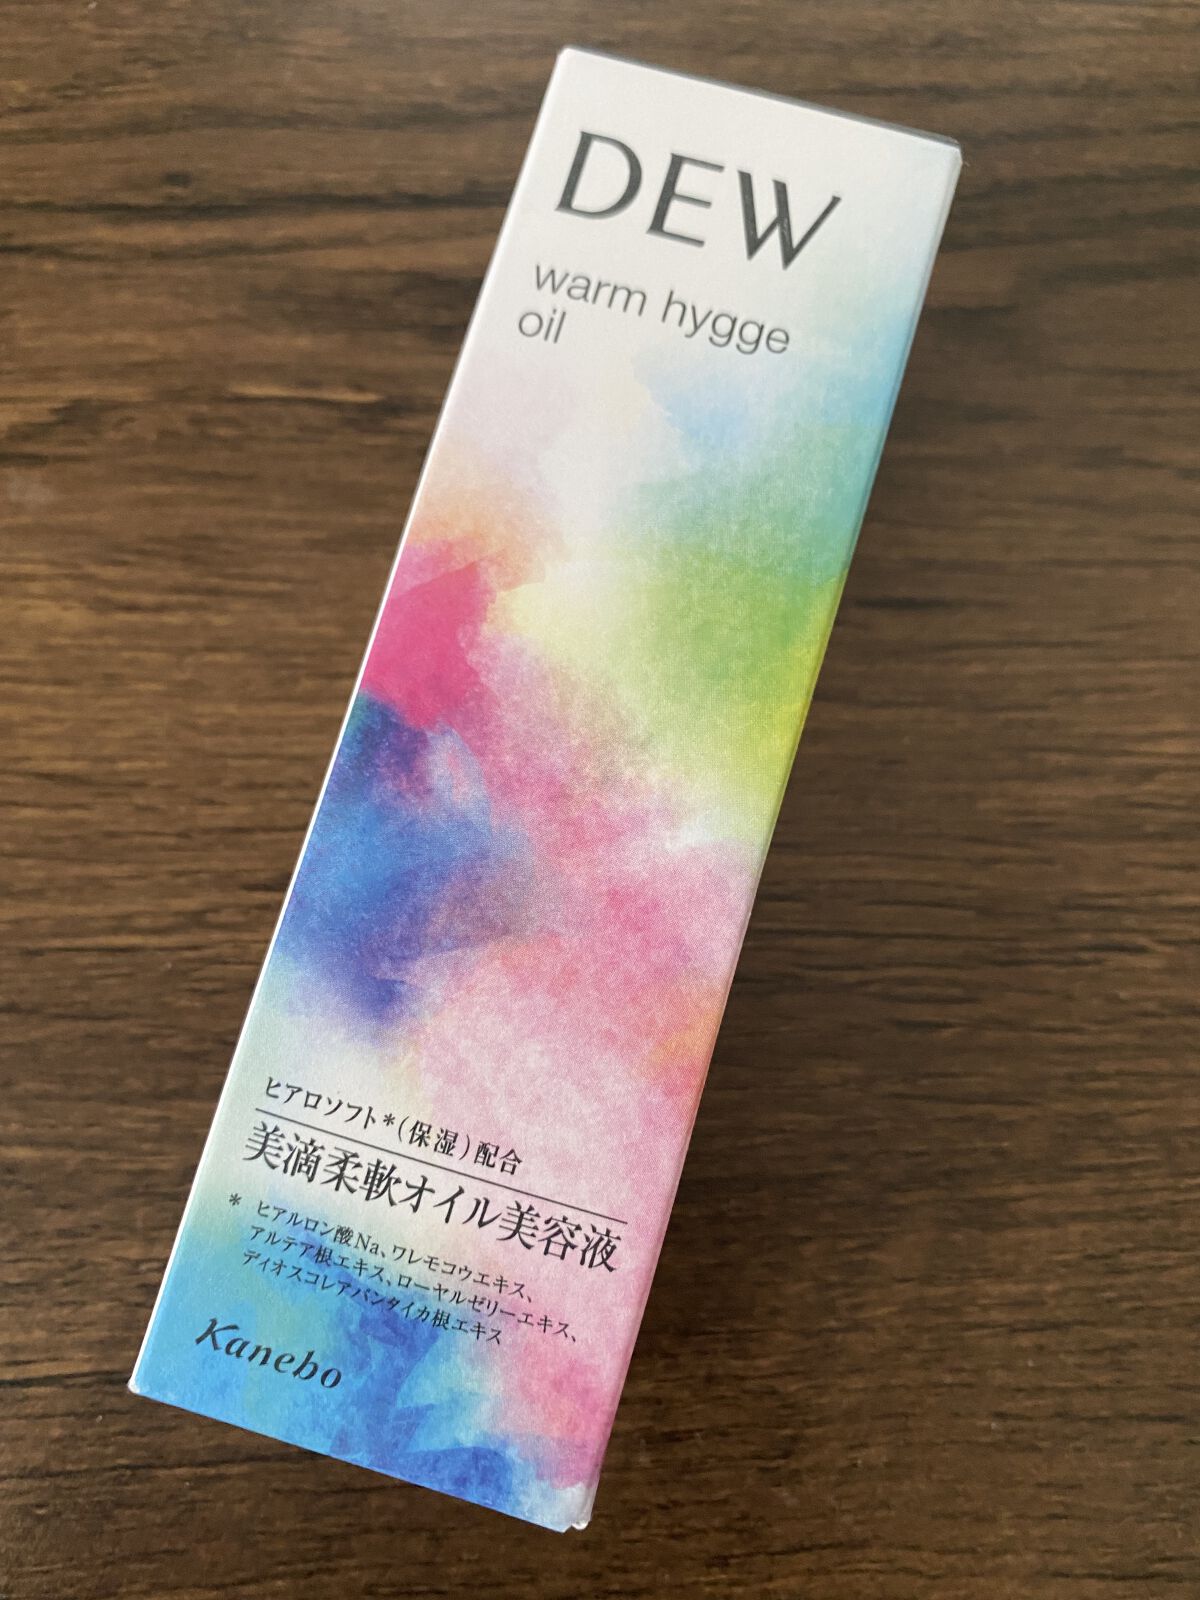 DEW
warm hygge
oil
ヒアロソフト*(保湿)配合
美滴柔軟オイル美容液
* ヒアルロン酸Na、ワレモコウエキス、
アルテア根エキス、ローヤルゼリーエキス、
ディオスコレアバンタイカ根エキス
Kanebo